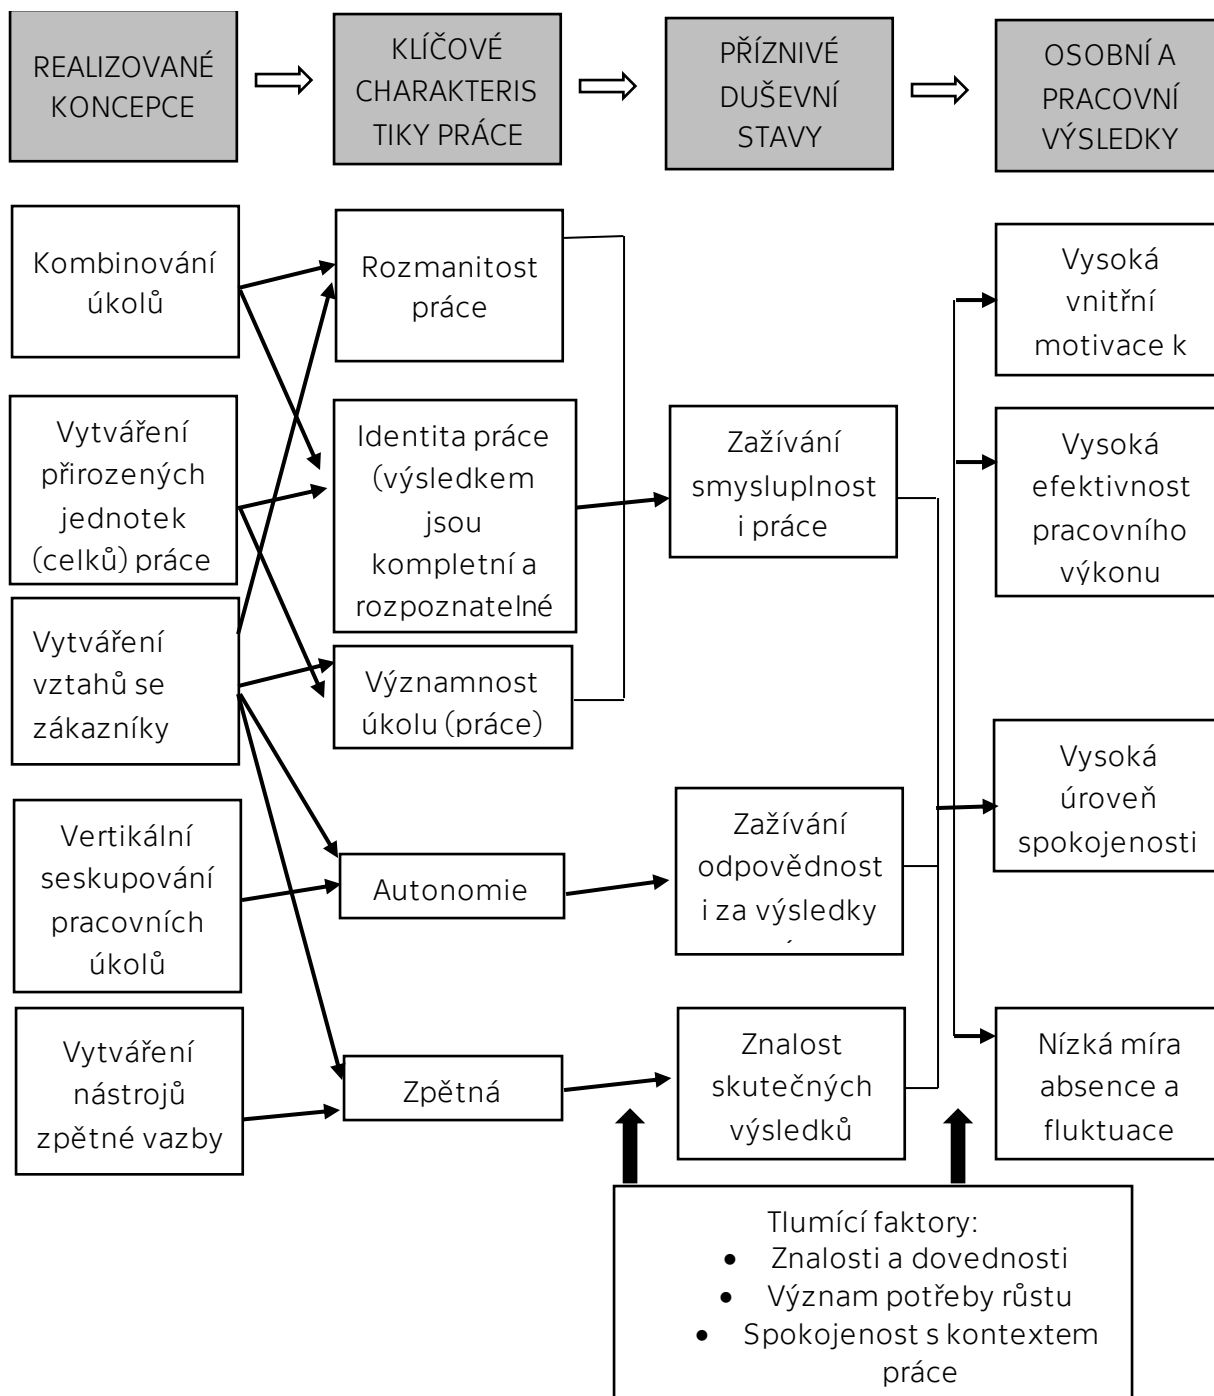 REALIZOVANÉ
KONCEPCE
KLÍČOVÉ
CHARAKTERIS
TIKY PRÁCE
PŘÍZNIVÉ
DUŠEVNÍ
STAVY
OSOBNÍ A
PRACOVNÍ
VÝSLEDKY
Kombinování
úkolů
Vytváření
přirozených
jednotek
(celků) práce
Vytváření
vztahů se
zákazníky
Vertikální
seskupování
pracovních
úkolů
Vytváření
nástrojů
zpětné vazby
Rozmanitost
práce
Identita práce
(výsledkem
jsou
kompletní a
rozpoznatelné
Významnost
úkolu (práce)
Autonomie
Zpětná
Zažívání
smysluplnost
i práce
Zažívání
odpovědnost
i za výsledky
Znalost
skutečných
výsledků
Vysoká
vnitřní
motivace k
Vysoká
efektivnost
pracovního
výkonu
Vysoká
úroveň
spokojenosti
Nízká míra
absence a
fluktuace
Tlumící faktory:
• Znalosti a dovednosti
• Význam potřeby růstu
• Spokojenost s kontextem
práce